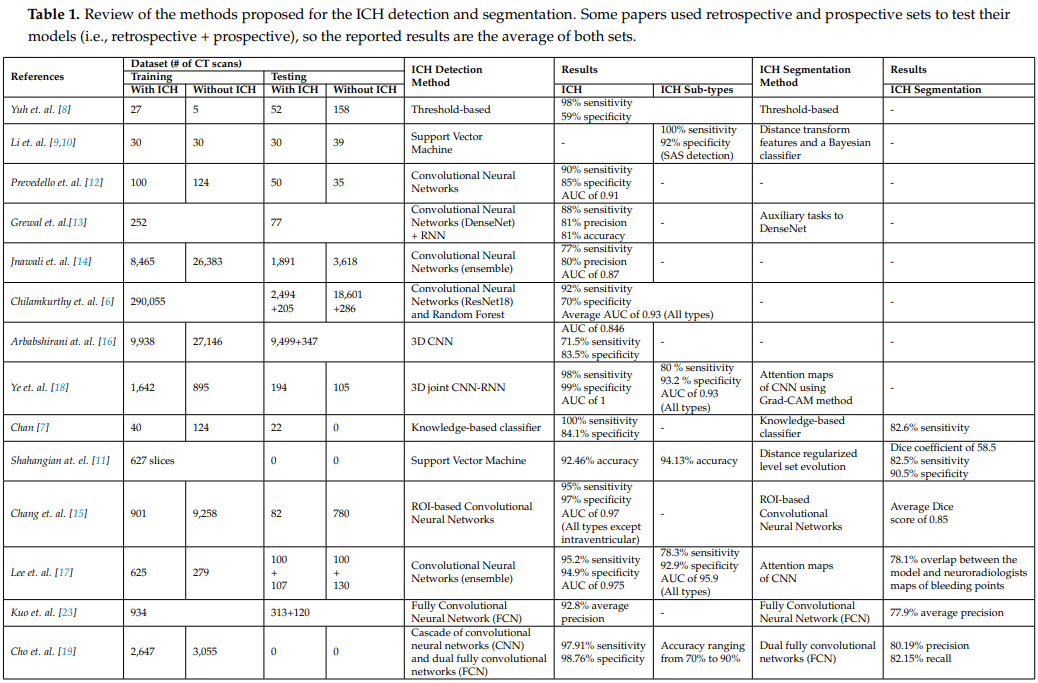 Table 1. Review of the methods proposed for the ICH detection and segmentation. Some papers used retrospective and prospective sets to test their
models (i.e., retrospective + prospective), so the reported results are the average of both sets.
References
Dataset (# of CT scans)
Training
Testing
With ICH
Without ICH
With ICH
Without ICH
ICH Detection
Method
Results
ICH
ICH Sub-types
ICH Segmentation
Method
Results
ICH Segmentation
Yuh et. al. [8]
27
5
52
158
Threshold-based
98% sensitivity
59% specificity
Threshold-based
-
Li et. al. [9,10]
30
30
30
39
Support Vector
Machine
-
100% sensitivity
92% specificity
(SAS detection)
Distance transform
features and a Bayesian
classifier
-
Prevedello et. al. [12]
100
124
50
35
Convolutional Neural
Networks
90% sensitivity
85% specificity
AUC of 0.91
-
-
-
Grewal et. al.[13]
252
77
Convolutional Neural
Networks (DenseNet)
+ RNN
88% sensitivity
81% precision
81% accuracy
-
Auxiliary tasks to
DenseNet
-
Jnawali et. al. [14]
8,465
26,383
1,891
3,618
Convolutional Neural
Networks (ensemble)
77% sensitivity
80% precision
AUC of 0.87
-
-
-
Chilamkurthy et. al. [6]
290,055
2,494
+205
18,601
+286
Convolutional Neural
Networks (ResNet18)
and Random Forest
92% sensitivity
70% specificity
Average AUC of 0.93 (All types)
-
-
Arbabshirani at. al. [16]
9,938
27,146
9,499+347
3D CNN
AUC of 0.846
71.5% sensitivity
83.5% specificity
-
-
-
Ye et. al. [18]
1,642
895
194
105
3D joint CNN-RNN
98% sensitivity
99% specificity
AUC of 1
80 % sensitivity
93.2 % specificity
AUC of 0.93
(All types)
Attention maps
of CNN using
Grad-CAM method
-
Chan [7]
40
124
22
0
Knowledge-based classifier
100% sensitivity
84.1% specificity
-
Knowledge-based
classifier
82.6% sensitivity
Shahangian at. el. [11]
627 slices
0
0
Support Vector Machine
92.46% accuracy
94.13% accuracy
Distance regularized
level set evolution
Dice coefficient of 58.5
82.5% sensitivity
90.5% specificity
Chang et. al. [15]
901
9,258
82
780
ROI-based Convolutional
Neural Networks
95% sensitivity
97% specificity
AUC of 0.97
(All types except
intraventricular)
-
ROI-based
Convolutional
Neural Networks
Average Dice
score of 0.85
Lee et. al. [17]
625
279
100
+
107
100
+
130
Convolutional Neural
Networks (ensemble)
95.2% sensitivity
94.9% specificity
AUC of 0.975
78.3% sensitivity
92.9% specificity
AUC of 95.9
(All types)
Attention maps
of CNN
78.1% overlap between the
model and neuroradiologists
maps of bleeding points
Kuo et. al. [23]
934
313+120
Fully Convolutional
Neural Network (FCN)
92.8% average
precision
-
Fully Convolutional
Neural Network (FCN)
77.9% average precision
Cho et. al. [19]
2,647
3,055
0
0
Cascade of convolutional
neural networks (CNN)
and dual fully convolutional
networks (FCN)
97.91% sensitivity
98.76% specificity
Accuracy ranging
from 70% to 90%
Dual fully convolutional
networks (FCN)
80.19% precision
82.15% recall